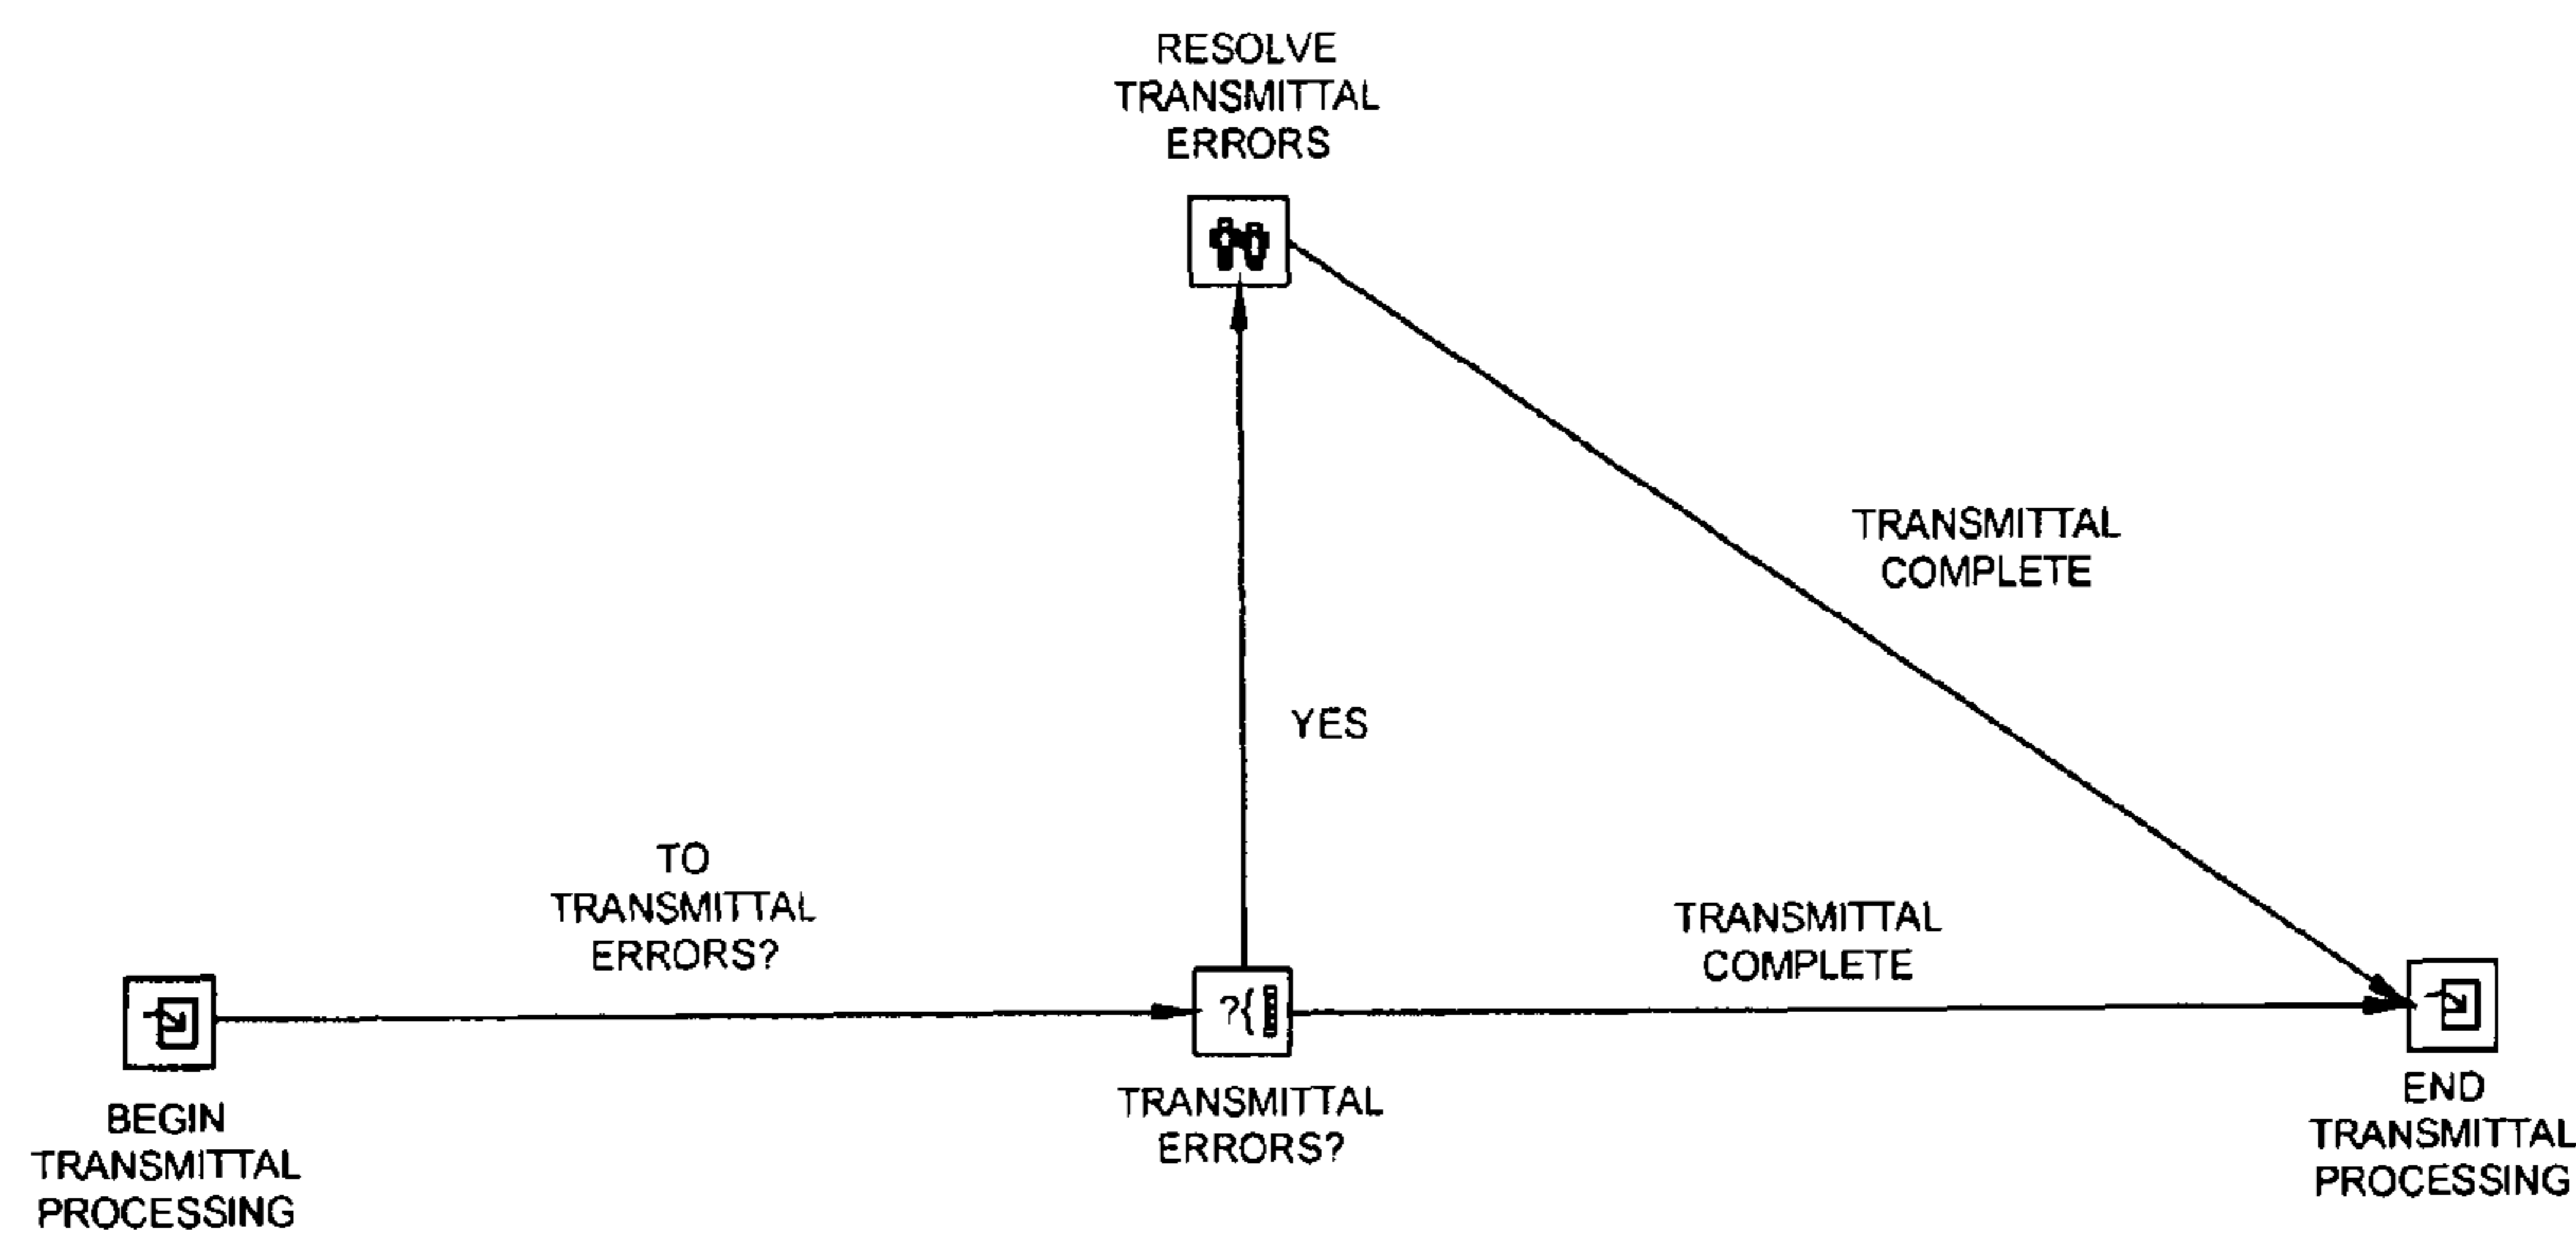 RESOLVE
TRANSMITTAL
ERRORS
TRANSMITTAL
COMPLETE
YES
TO
TRANSMITTAL
ERRORS?
TRANSMITTAL
COMPLETE
?{
BEGIN
TRANSMITTAL
PROCESSING
TRANSMITTAL
ERRORS?
END
TRANSMITTAL
PROCESSING